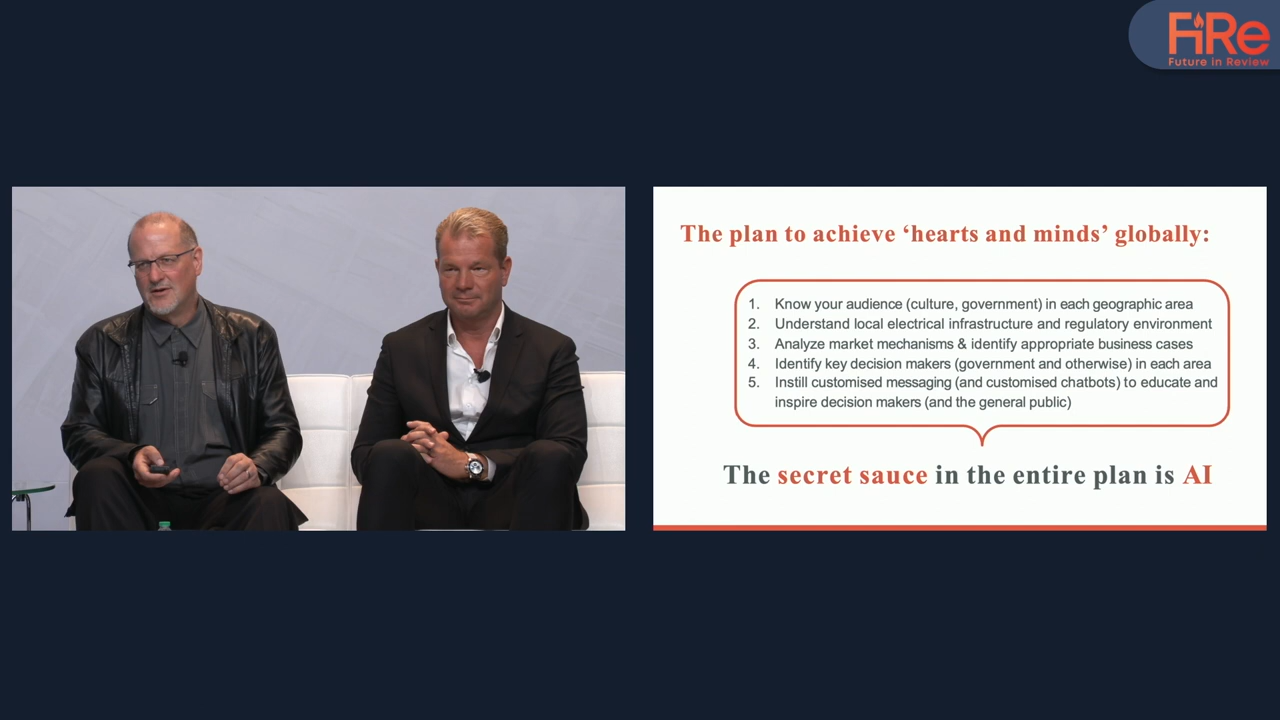 FiRe
Future in Review
The plan to achieve ‘hearts and minds’ globally:
1. Know your audience (culture, government) in each geographic area
2. Understand local electrical infrastructure and regulatory environment
3. Analyze market mechanisms & identify appropriate business cases
4. Identify key decision makers (government and otherwise) in each area
5. Instill customised messaging (and customised chatbots) to educate and
inspire decision makers (and the general public)
The secret sauce in the entire plan is AI